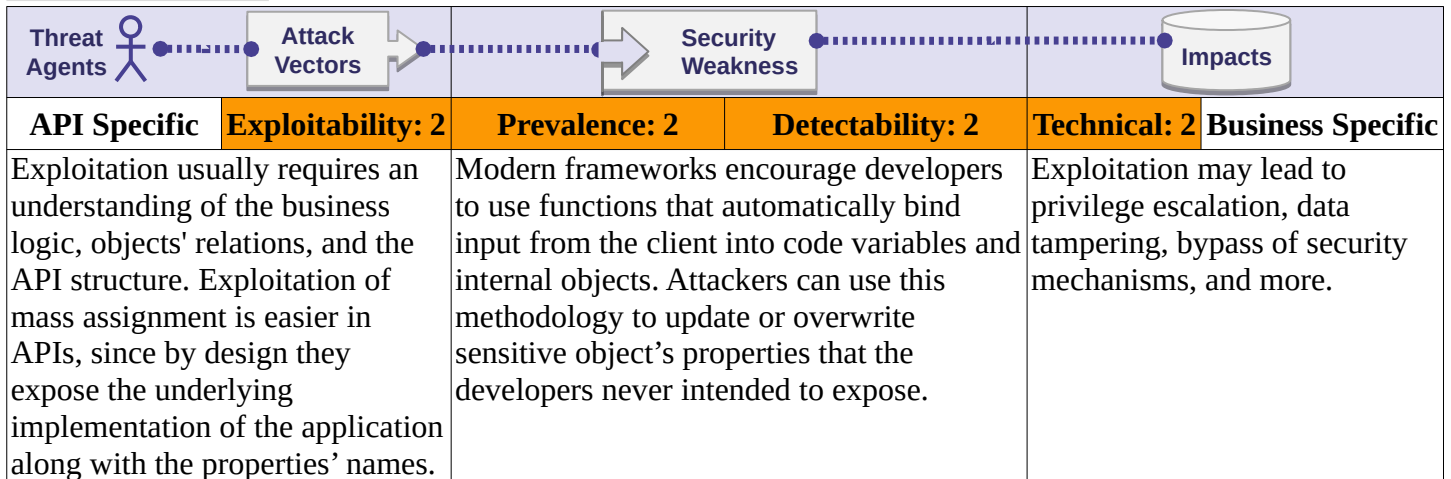 Threat
Agents
Attack
Vectors
Security
Weakness
Impacts
API Specific
Exploitability: 2
Prevalence: 2
Detectability: 2
Technical: 2
Business Specific
Exploitation usually requires an
understanding of the business
logic, objects' relations, and the
API structure. Exploitation of
mass assignment is easier in
APIs, since by design they
expose the underlying
implementation of the application
along with the properties’ names.
Modern frameworks encourage developers
to use functions that automatically bind
input from the client into code variables and
internal objects. Attackers can use this
methodology to update or overwrite
sensitive object’s properties that the
developers never intended to expose.
Exploitation may lead to
privilege escalation, data
tampering, bypass of security
mechanisms, and more.